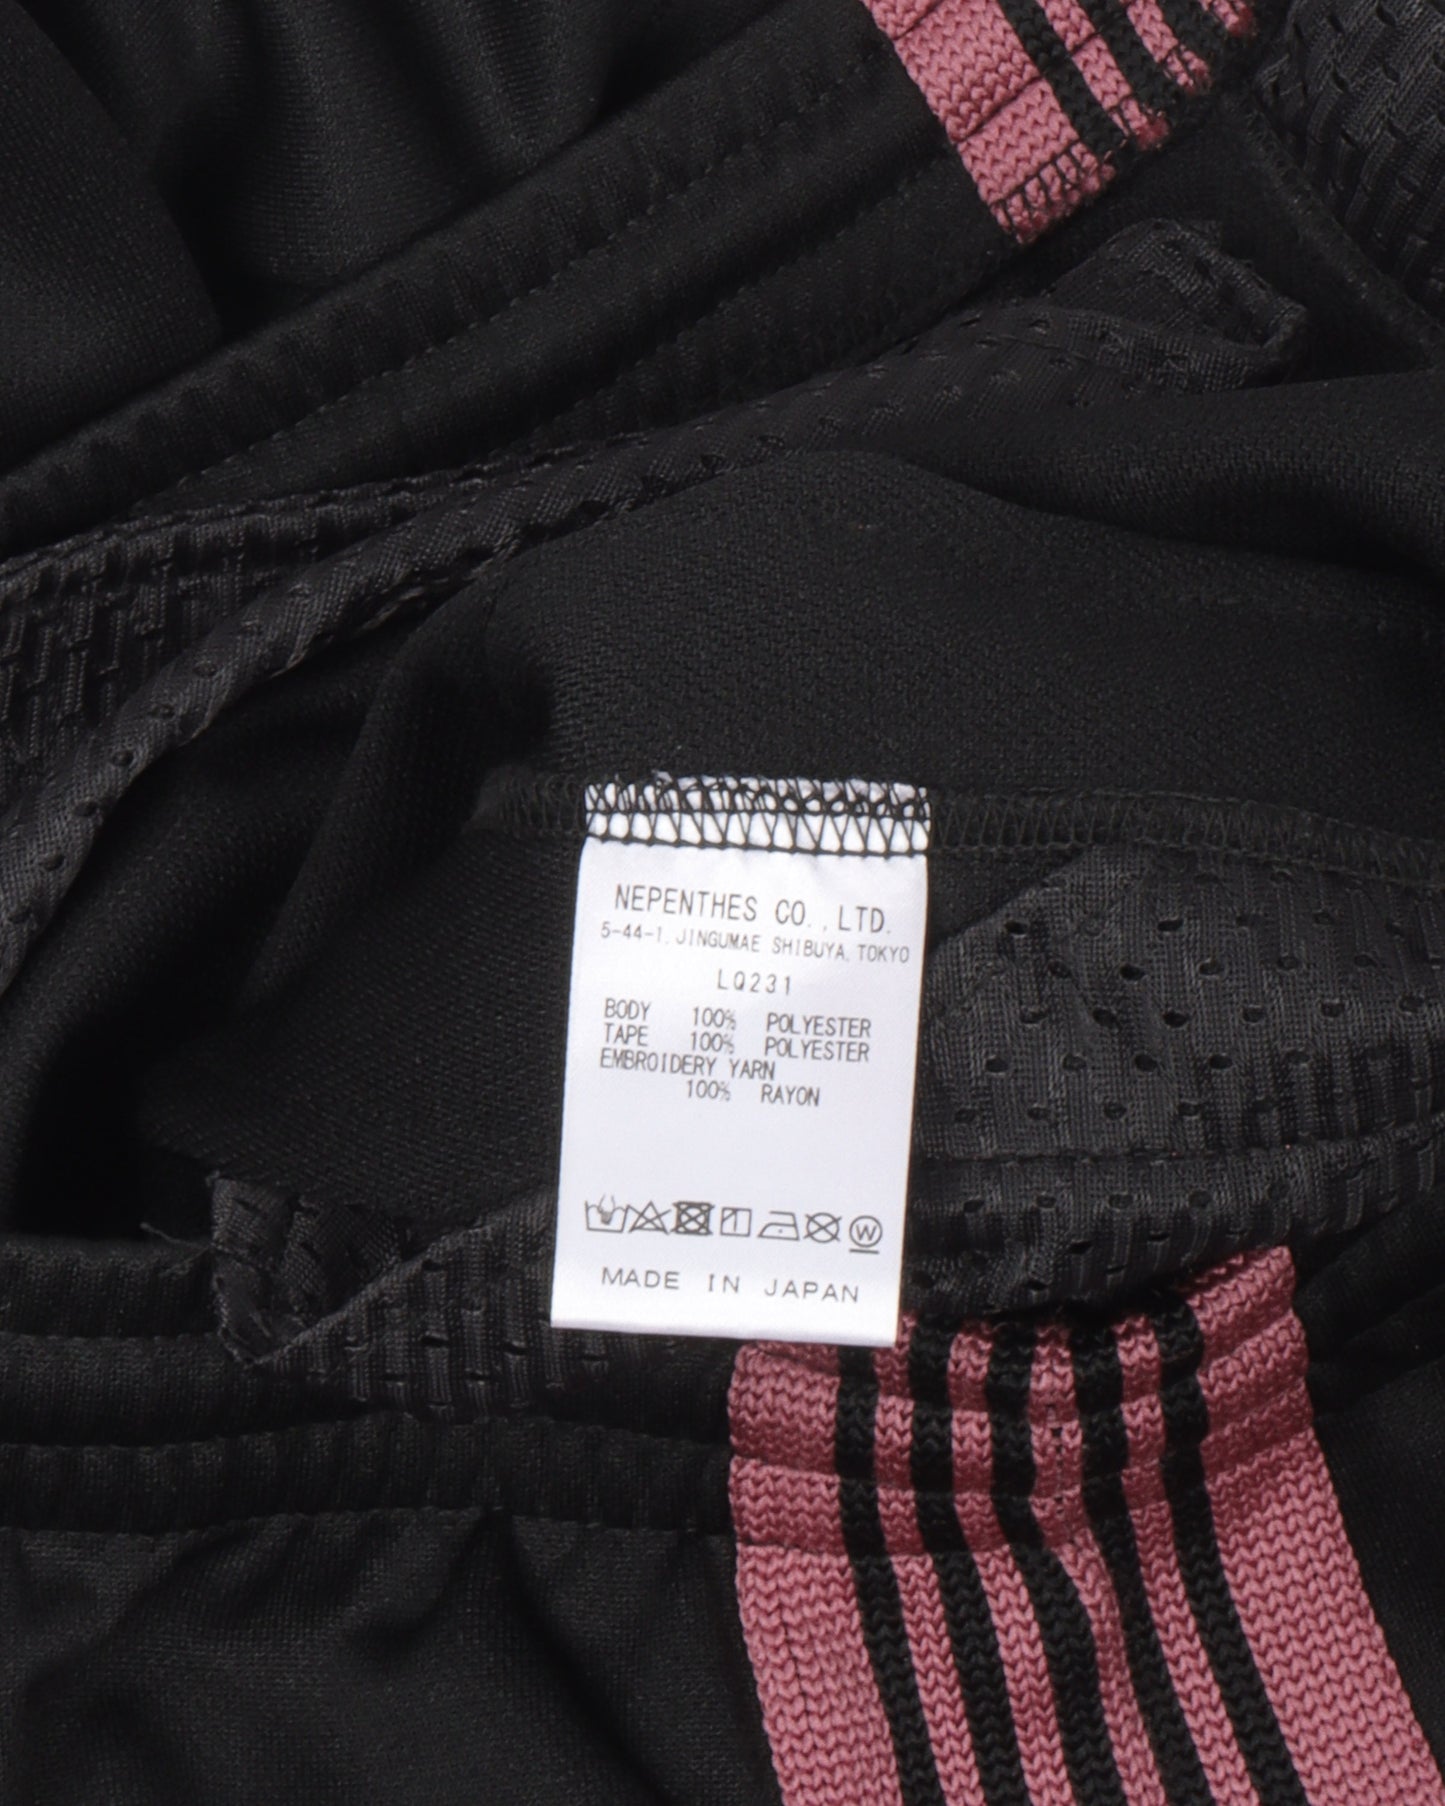 NEPENTHES CO.,LTD.
5-44-1. JINGUMAE SHIBUYA, TOKYO
LQ231
BODY 100% POLYESTER
TAPE 100% POLYESTER
EMBROIDERY YARN
100% RAYON
W
MADE IN JAPAN